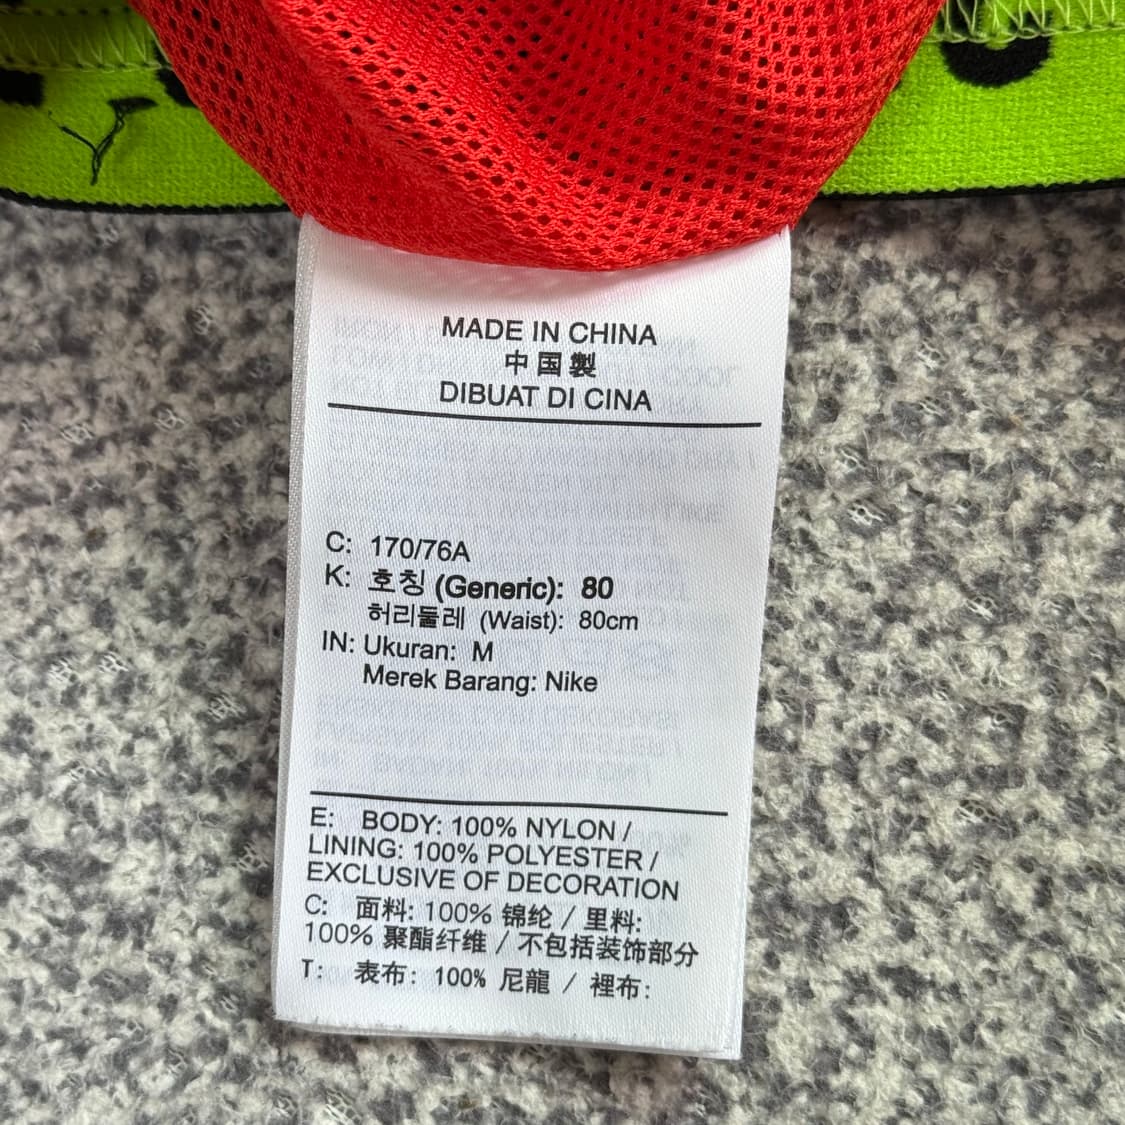 MADE IN CHINA
中国製
DIBUAT DI CINA
C: 170/76A
K: 호칭 (Generic): 80
허리둘레 (Waist): 80cm
IN: Ukuran: M
Merek Barang: Nike
E: BODY: 100% NYLON /
LINING: 100% POLYESTER /
EXCLUSIVE OF DECORATION
C: 面料: 100% 锦纶 / 里料:
100% 聚酯纤维 / 不包括装饰部分
T: 表布: 100% 尼龍 / 裡布: